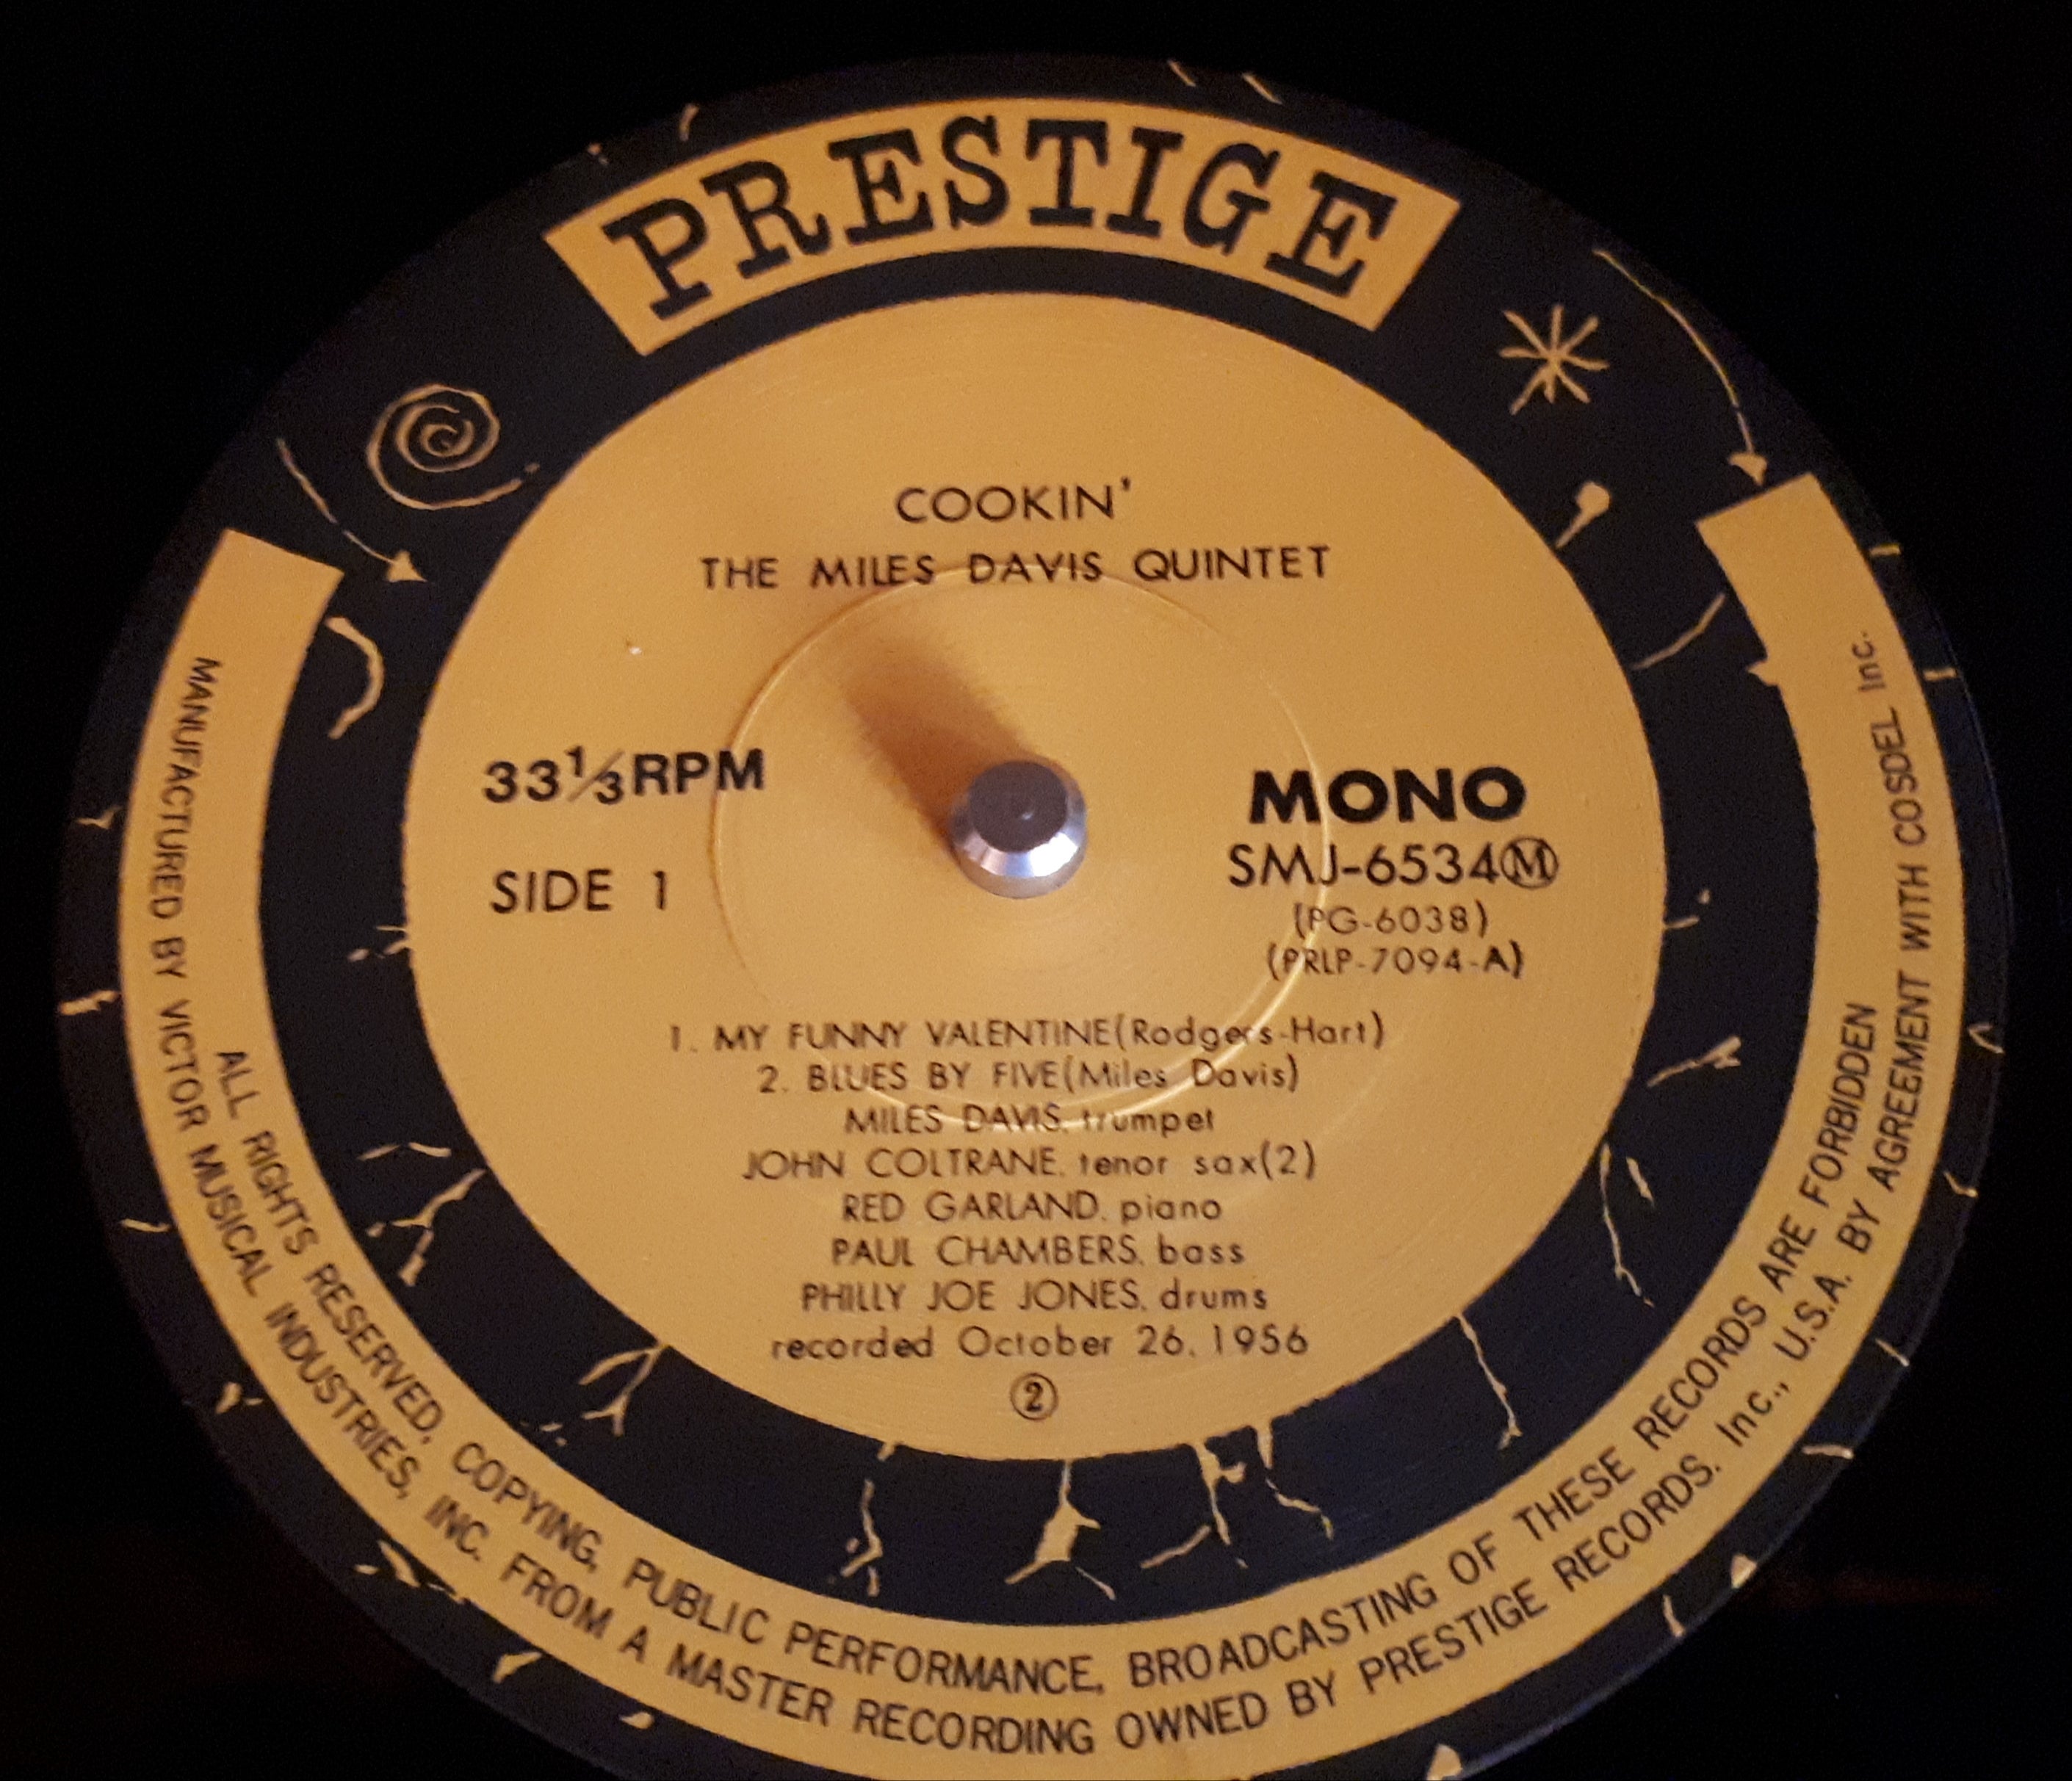 PRESTIGE
COOKIN'
THE MILES DAVIS QUINTET
33⅓RPM
SIDE 1
MONO
SMJ-6534Ⓜ
(PG-6038)
(PRLP-7094-A)
1. MY FUNNY VALENTINE(Rodgers-Hart)
2. BLUES BY FIVE(Miles Davis)
MILES DAVIS, trumpet
JOHN COLTRANE, tenor sax(2)
RED GARLAND, piano
PAUL CHAMBERS, bass
PHILLY JOE JONES, drums
recorded October 26, 1956
②
ALL RIGHTS RESERVED, COPYING, PUBLIC PERFORMANCE, BROADCASTING OF THESE RECORDS ARE FORBIDDEN
MANUFACTURED BY VICTOR MUSICAL INDUSTRIES, INC. FROM A MASTER RECORDING OWNED BY PRESTIGE RECORDS. Inc., U.S.A. BY AGREEMENT WITH COSDEL Inc.